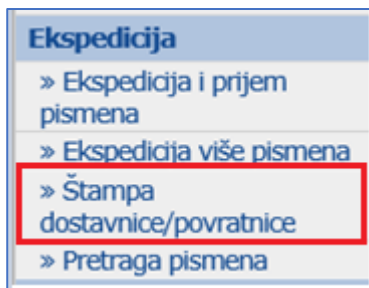 Ekspedicija
» Ekspedicija i prijem
pismena
» Ekspedicija više pismena
» Štampa
dostavnice/povratnice
» Pretraga pismena